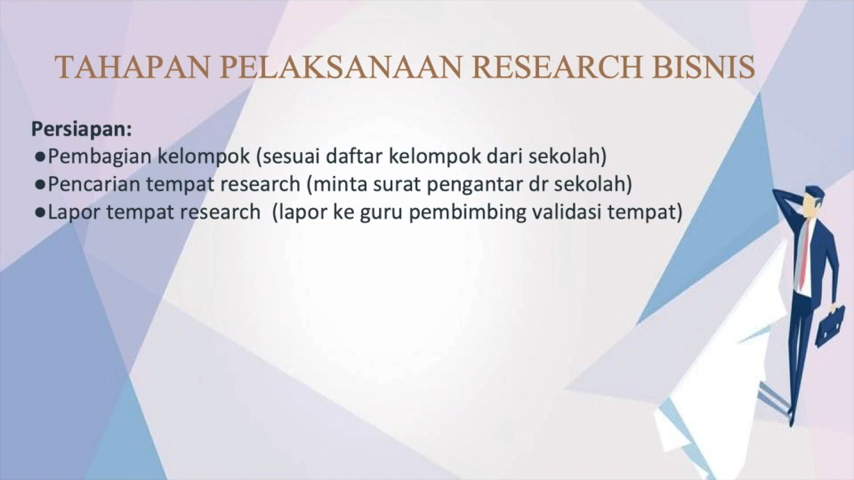 TAHAPAN PELAKSANAAN RESEARCH BISNIS
Persiapan:
●Pembagian kelompok (sesuai daftar kelompok dari sekolah)
●Pencarian tempat research (minta surat pengantar dr sekolah)
●Lapor tempat research (lapor ke guru pembimbing validasi tempat)